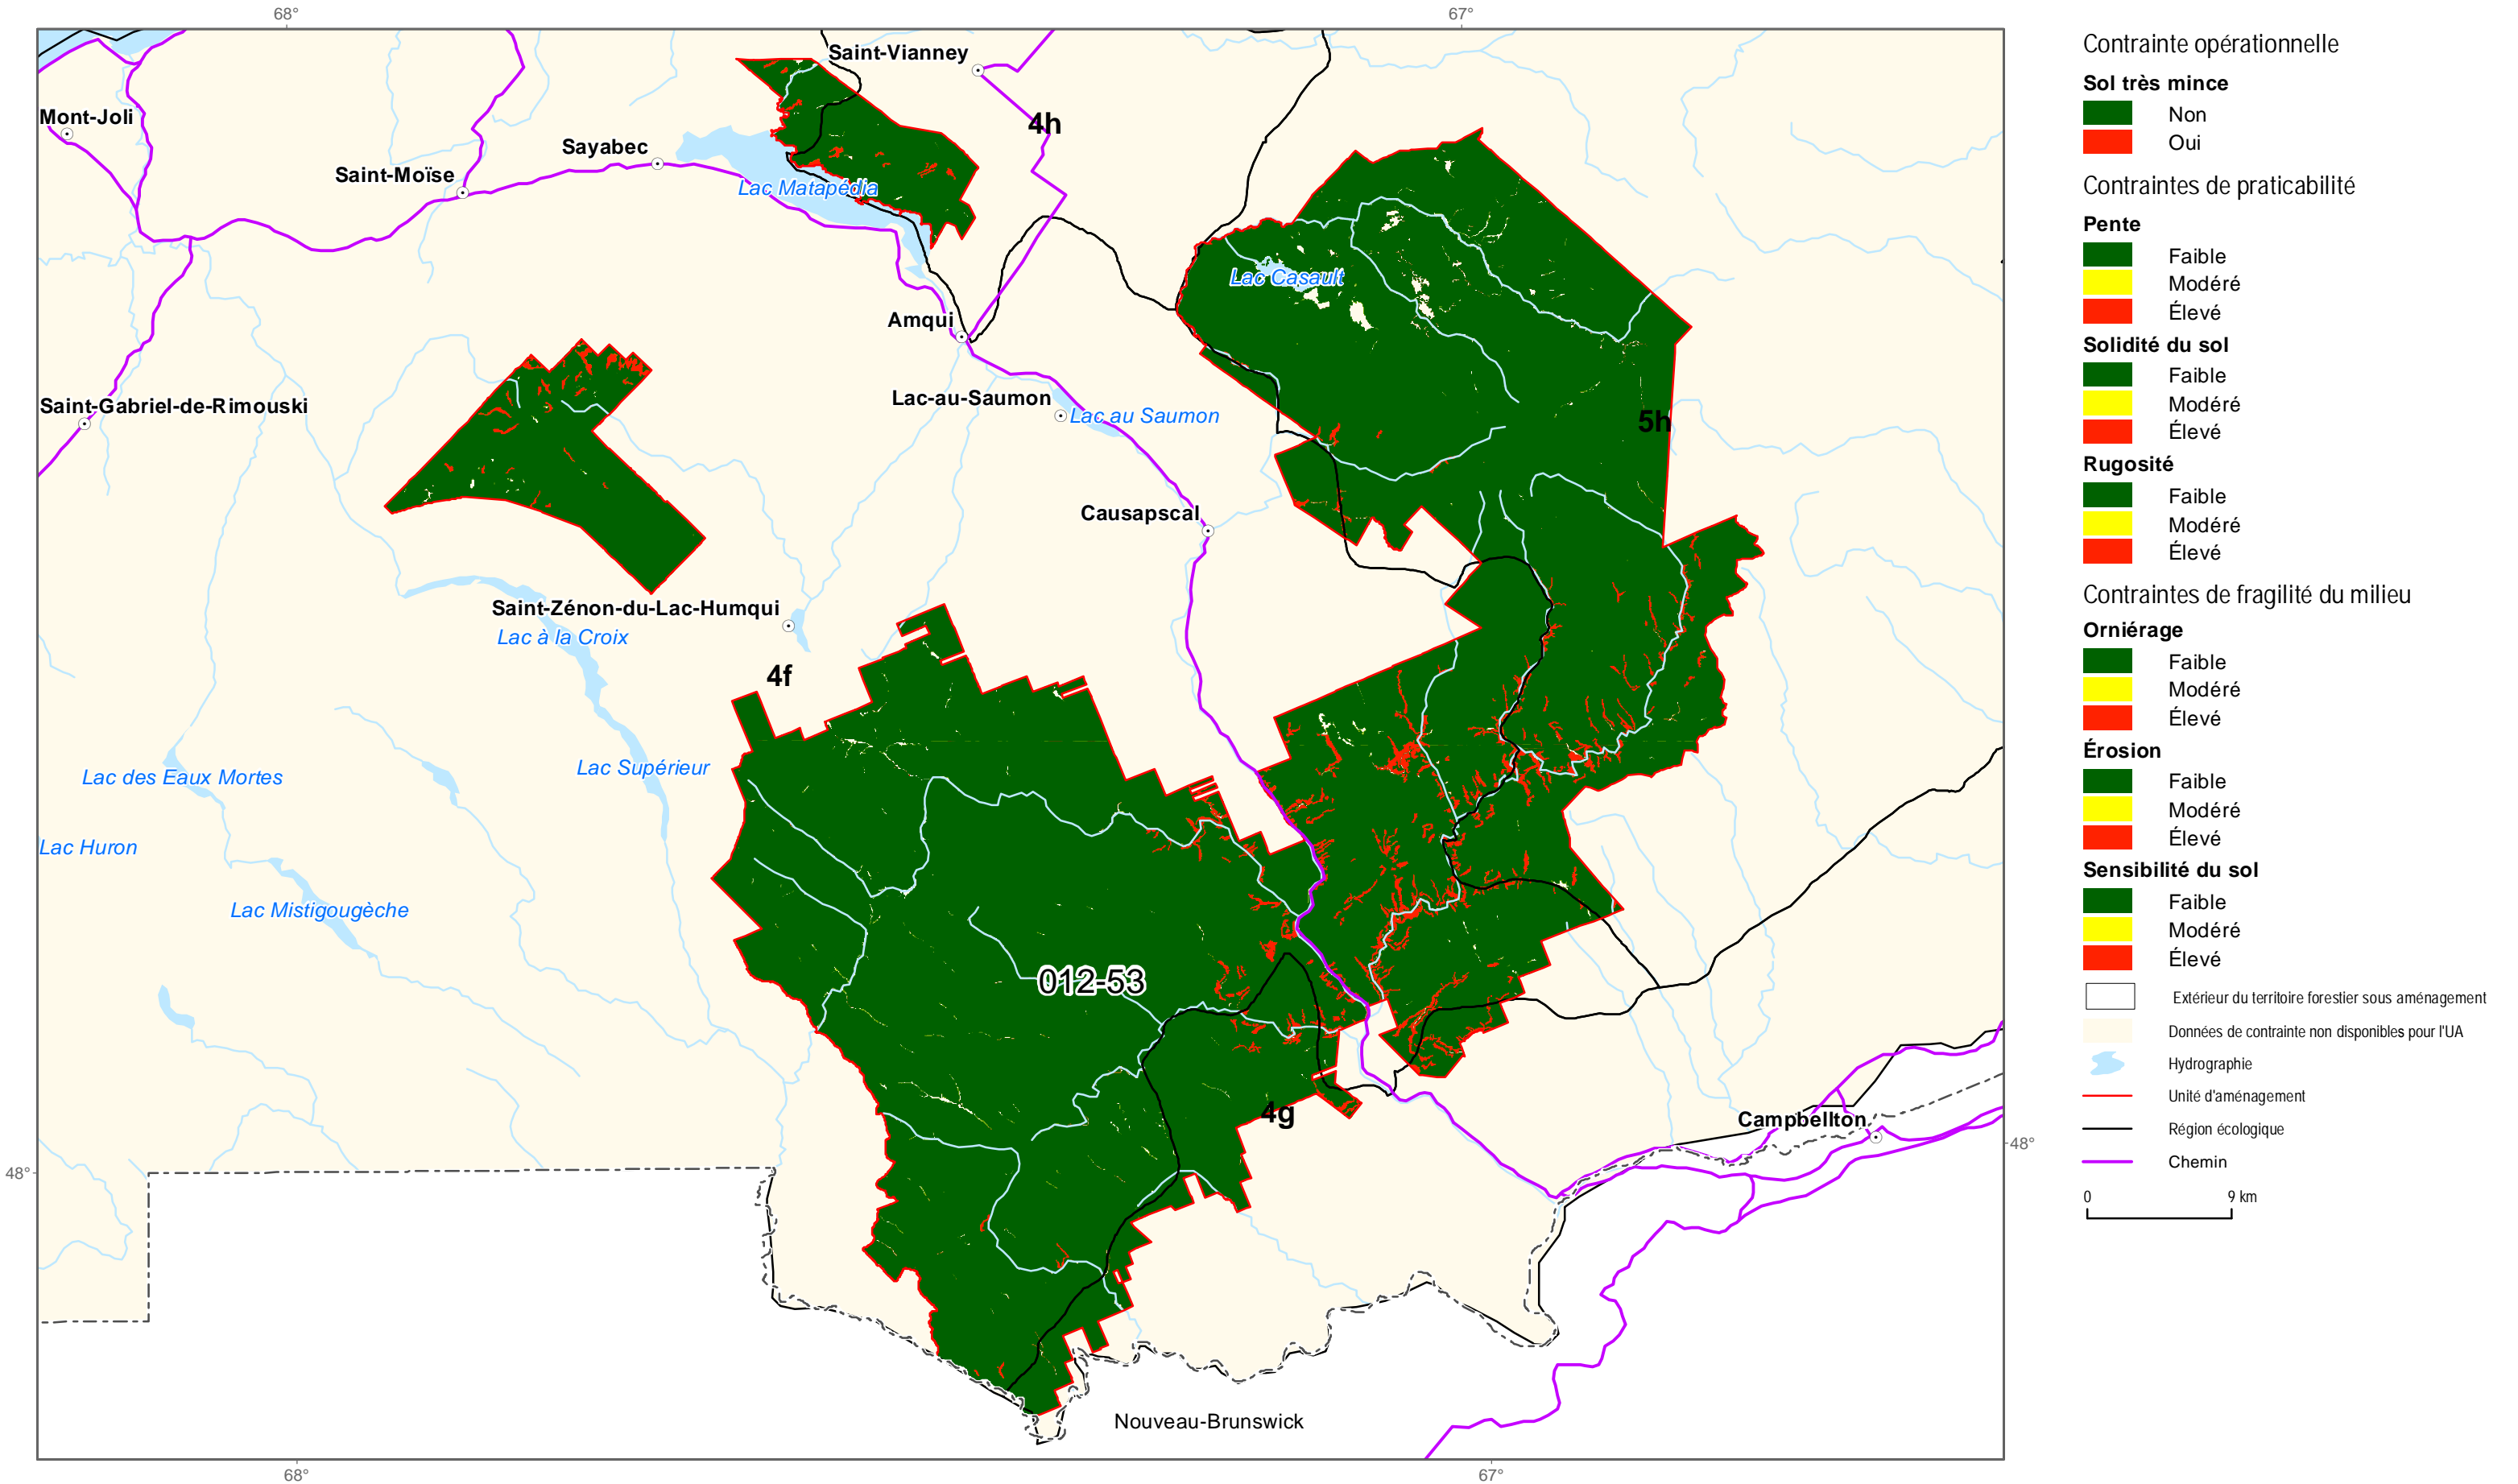 68°
67°
Saint-Vianney
4h
Mont-Joli
Sayabec
Saint-Moïse
Lac Matapédia
Lac Casault
Amqui
Lac-au-Saumon
Lac au Saumon
Saint-Gabriel-de-Rimouski
5h
Causapscal
Saint-Zénon-du-Lac-Humqui
Lac à la Croix
4f
Lac Supérieur
Lac des Eaux Mortes
Lac Huron
Lac Mistigougèche
012-53
4g
Campbellton
48°
48°
Nouveau-Brunswick
68°
67°
Contrainte opérationnelle
Sol très mince
Non
Oui
Contraintes de praticabilité
Pente
Faible
Modéré
Élevé
Solidité du sol
Faible
Modéré
Élevé
Rugosité
Faible
Modéré
Élevé
Contraintes de fragilité du milieu
Orniérage
Faible
Modéré
Élevé
Érosion
Faible
Modéré
Élevé
Sensibilité du sol
Faible
Modéré
Élevé
Extérieur du territoire forestier sous aménagement
Données de contrainte non disponibles pour l'UA
Hydrographie
Unité d'aménagement
Région écologique
Chemin
0 9 km